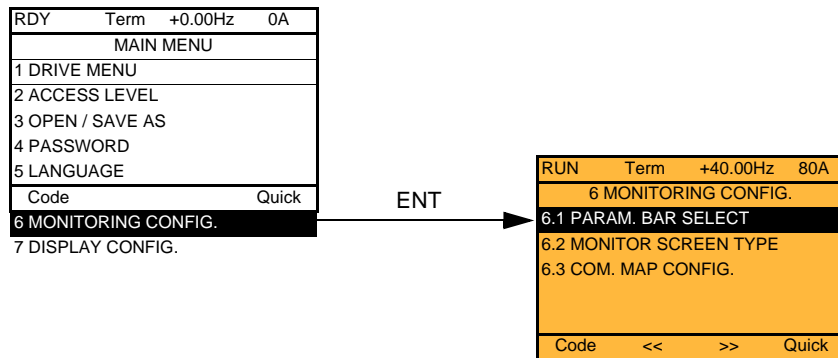 RDY Term +0.00Hz 0A
MAIN MENU
1 DRIVE MENU
2 ACCESS LEVEL
3 OPEN / SAVE AS
4 PASSWORD
5 LANGUAGE
Code Quick
6 MONITORING CONFIG.
7 DISPLAY CONFIG.
ENT
RUN Term +40.00Hz 80A
6 MONITORING CONFIG.
6.1 PARAM. BAR SELECT
6.2 MONITOR SCREEN TYPE
6.3 COM. MAP CONFIG.
Code << >> Quick